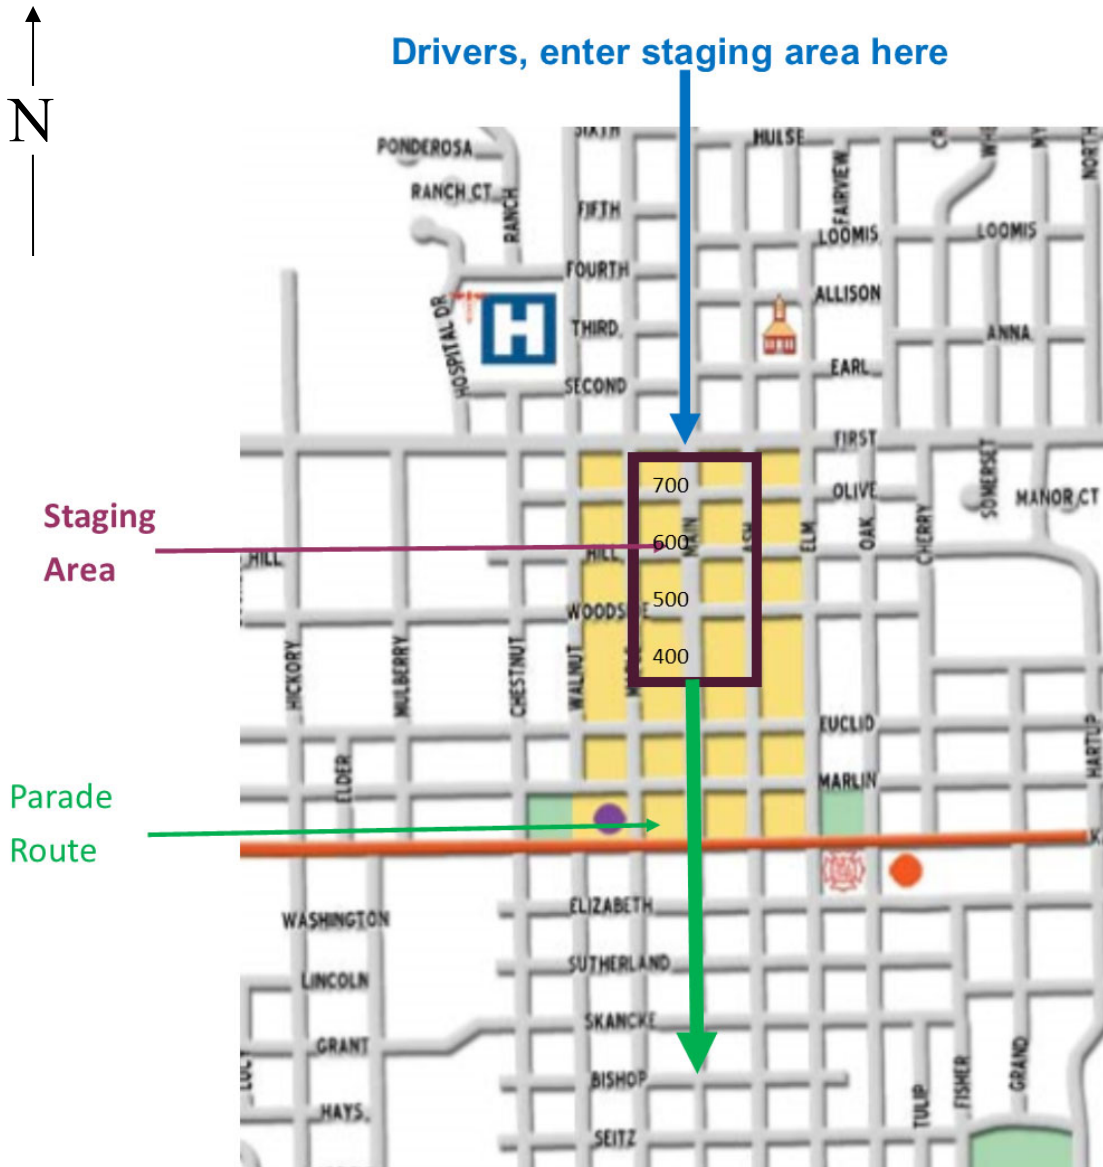 Drivers, enter staging area here
N
SIXTH
HULSE
PONDEROSA
NORTH
FAIRVIEW
RANCH CT
RANCH
FIFTH
LOOMIS
LOOMIS
FOURTH
ALLISON
HOSPITAL DR
H
THIRD
ANNA
EARL
SECOND
FIRST
700
OLIVE
SOMERSET
MANOR CT
Staging
Area
600
MAIN
ASH
ELM
OAK
CHERRY
HILL
HILL
500
WOODSIDE
400
HICKORY
MULBERRY
CHESTNUT
WALNUT
EUCLID
HARTUP
ELDER
MARLIN
Parade
Route
ELIZABETH
WASHINGTON
SUTHERLAND
LINCOLN
SKANCKE
GRANT
BISHOP
TULIP
FISHER
GRAND
HAYS
SEITZ